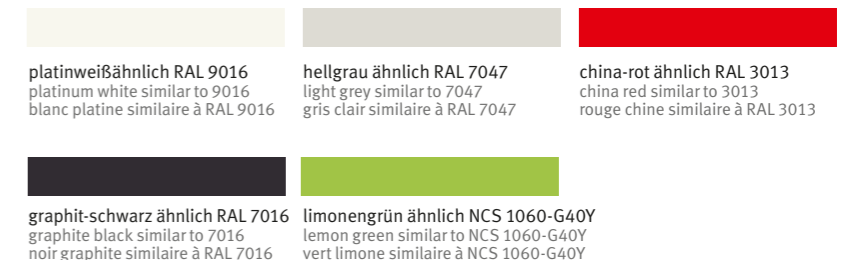 platinweißähnlich RAL 9016
platinum white similar to 9016
blanc platine similaire à RAL 9016
hellgrau ähnlich RAL 7047
light grey similar to 7047
gris clair similaire à RAL 7047
china-rot ähnlich RAL 3013
china red similar to 3013
rouge chine similaire à RAL 3013
graphit-schwarz ähnlich RAL 7016
graphite black similar to 7016
noir graphite similaire à RAL 7016
limonengrün ähnlich NCS 1060-G40Y
lemon green similar to NCS 1060-G40Y
vert limone similaire à NCS 1060-G40Y